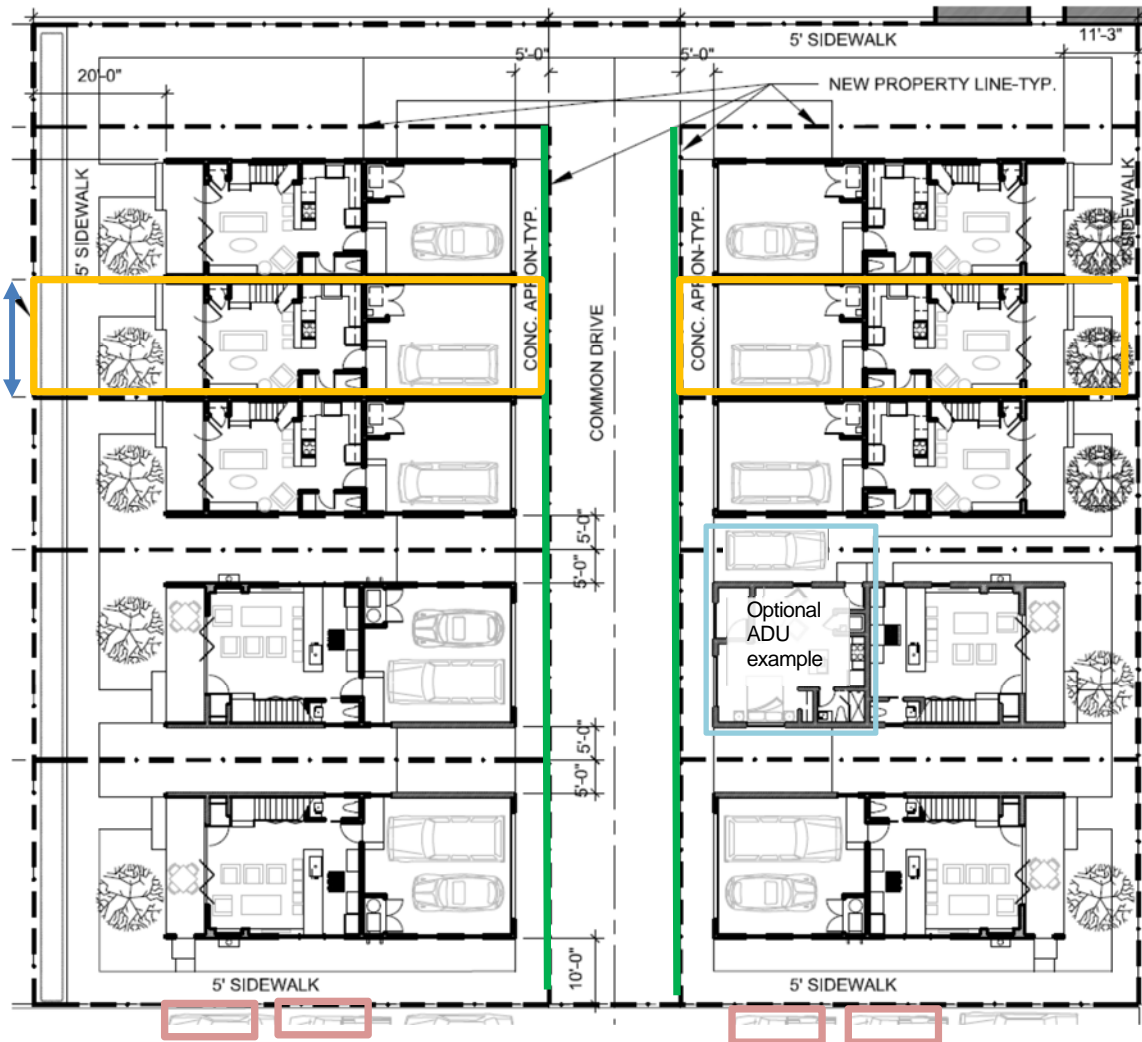 5' SIDEWALK
11'-3"
5'-0"
5'-0"
20'-0"
NEW PROPERTY LINE-TYP.
5' SIDEWALK
CONC. APRON-TYP.
COMMON DRIVE
CONC. APRON-TYP.
SIDEWALK
5'-0"
5'-0"
Optional
ADU
example
5'-0"
5'-0"
10'-0"
5' SIDEWALK
5' SIDEWALK